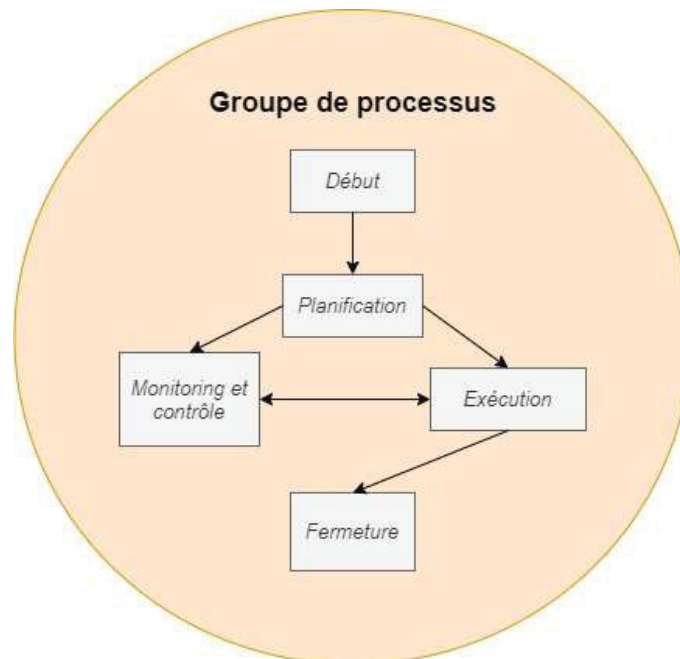 Groupe de processus
Début
Planification
Monitoring et
contrôle
Exécution
Fermeture